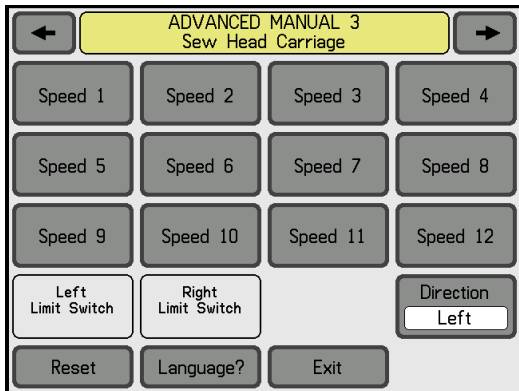 ADVANCED MANUAL 3
Sew Head Carriage
Speed 1
Speed 2
Speed 3
Speed 4
Speed 5
Speed 6
Speed 7
Speed 8
Speed 9
Speed 10
Speed 11
Speed 12
Left
Limit Switch
Right
Limit Switch
Direction
Left
Reset
Language?
Exit